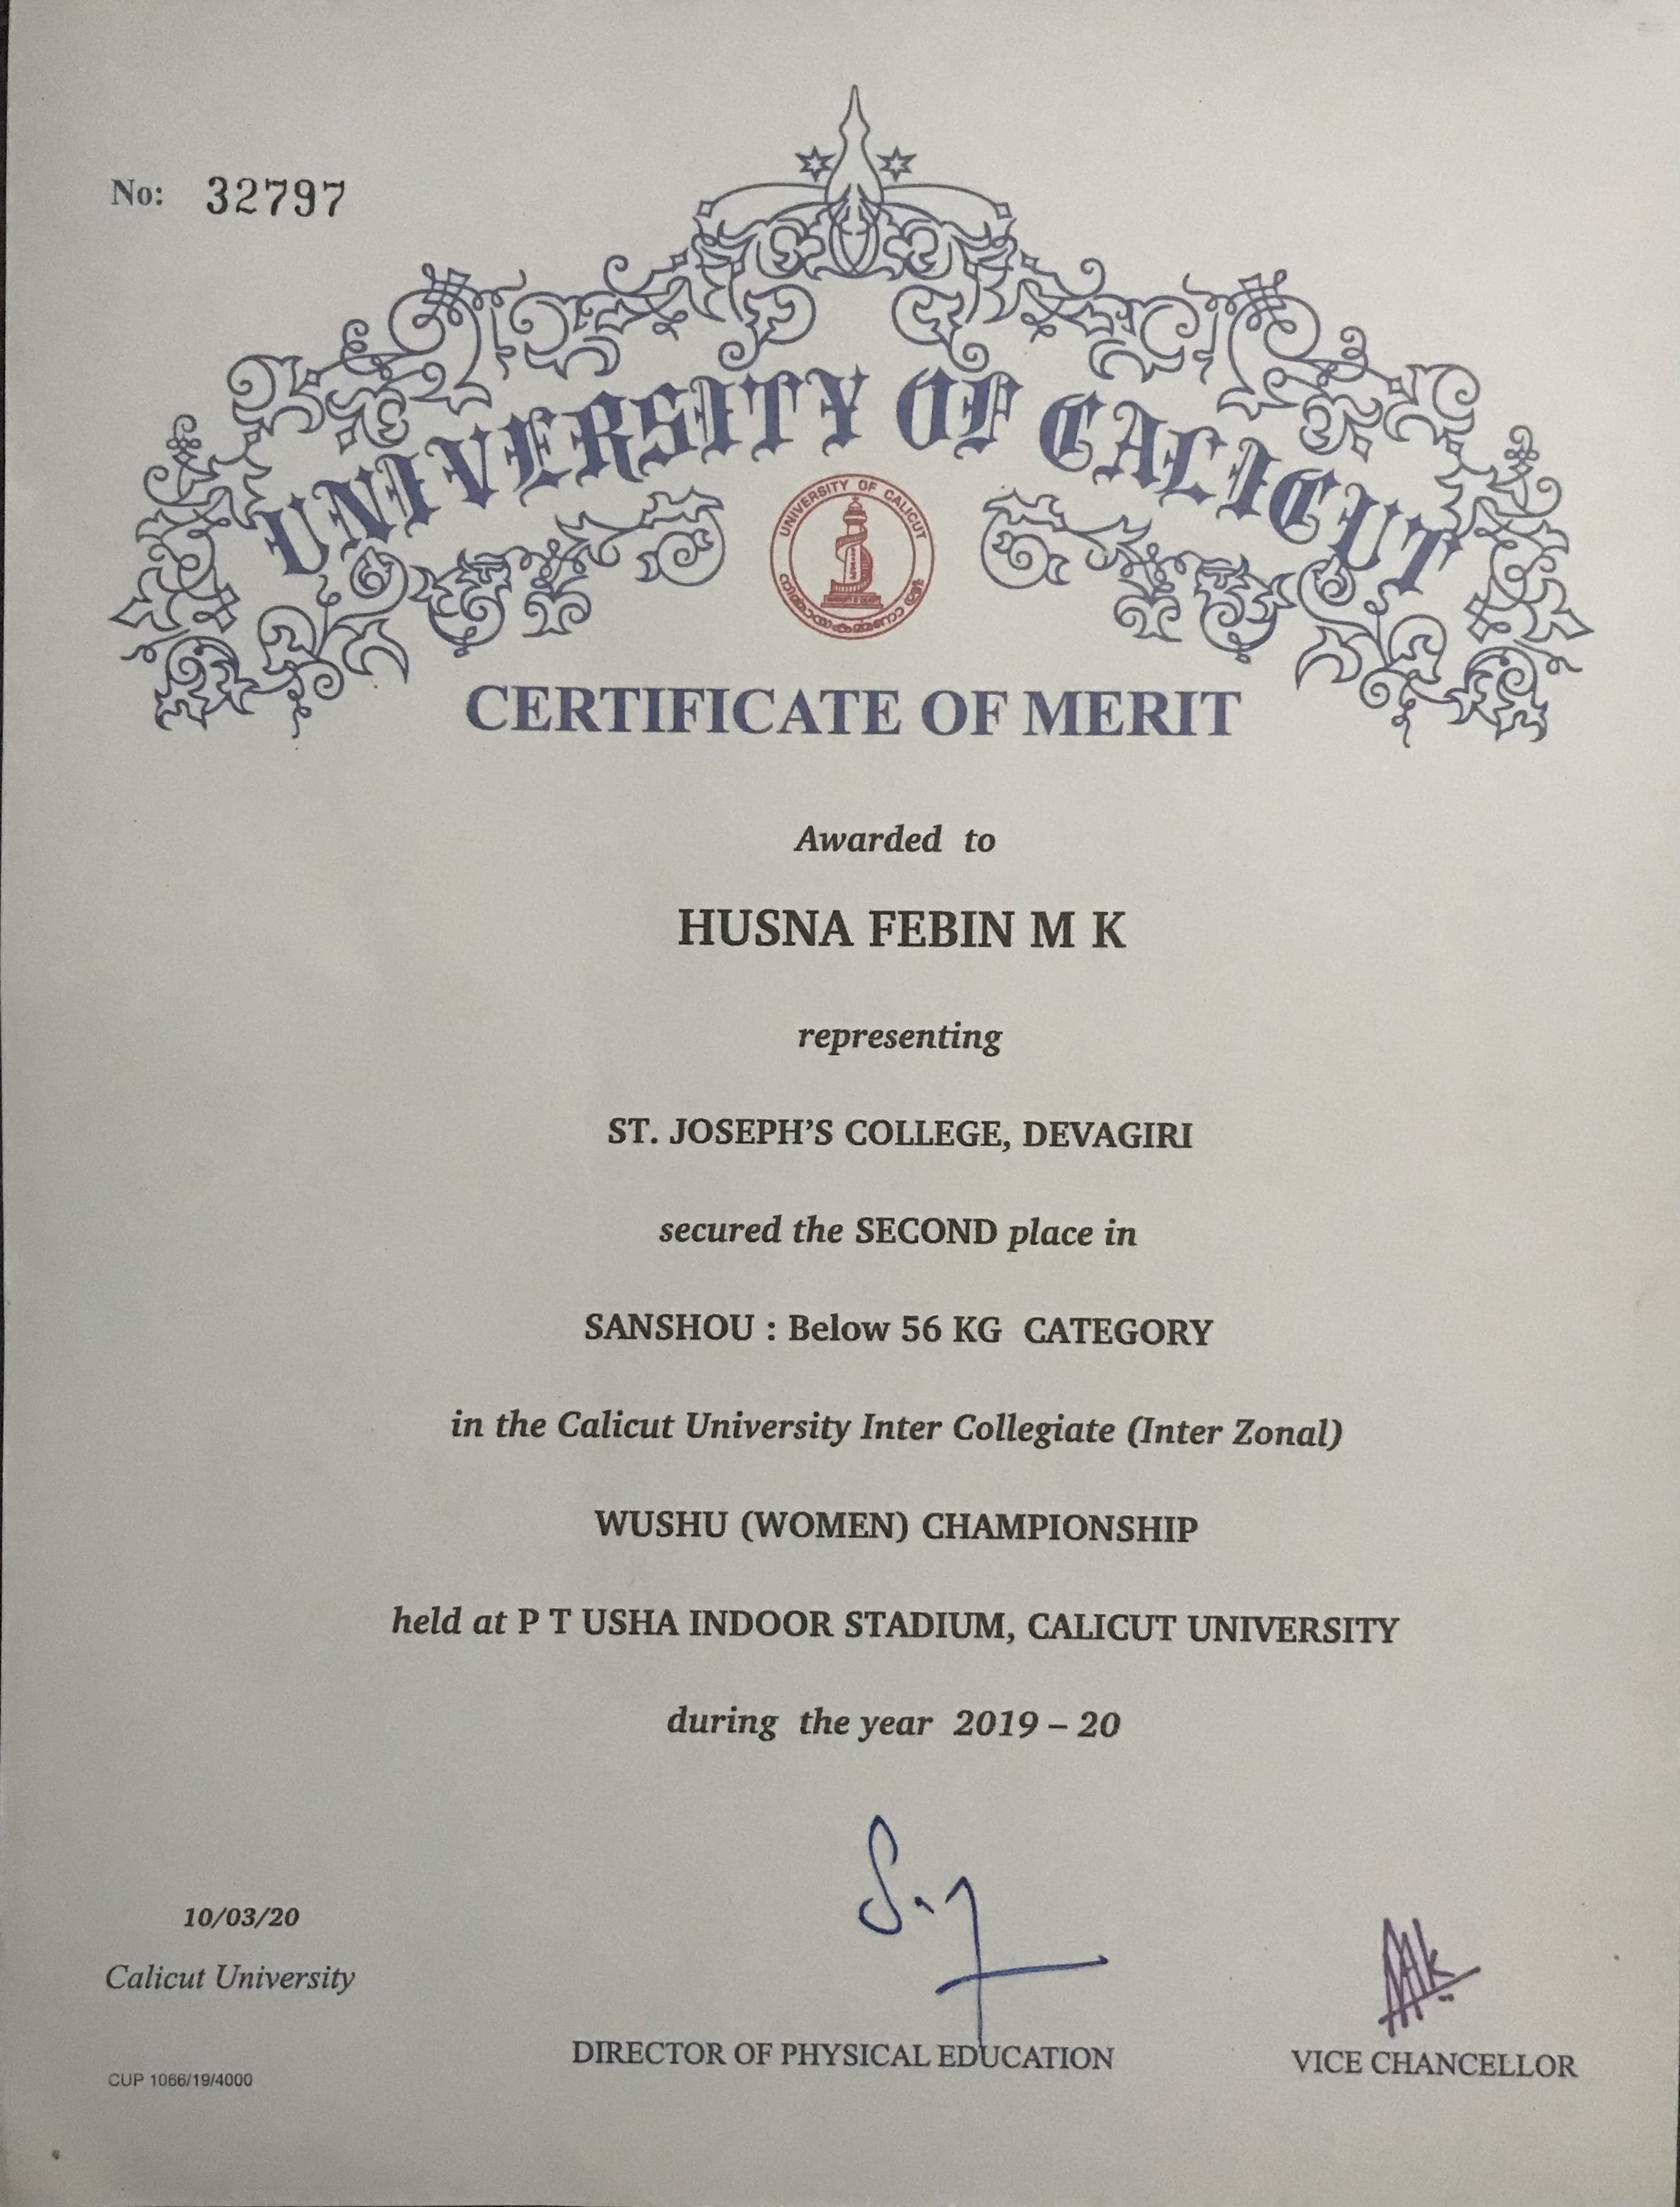 No: 32797
UNIVERSITY OF CALICUT
UNIVERSITY OF CALICUT
നിർമ്മായകർമ്മണാ ശ്രീഃ
CERTIFICATE OF MERIT
Awarded to
HUSNA FEBIN M K
representing
ST. JOSEPH'S COLLEGE, DEVAGIRI
secured the SECOND place in
SANSHOU : Below 56 KG CATEGORY
in the Calicut University Inter Collegiate (Inter Zonal)
WUSHU (WOMEN) CHAMPIONSHIP
held at P T USHA INDOOR STADIUM, CALICUT UNIVERSITY
during the year 2019 – 20
10/03/20
Calicut University
DIRECTOR OF PHYSICAL EDUCATION
VICE CHANCELLOR
CUP 1066/19/4000